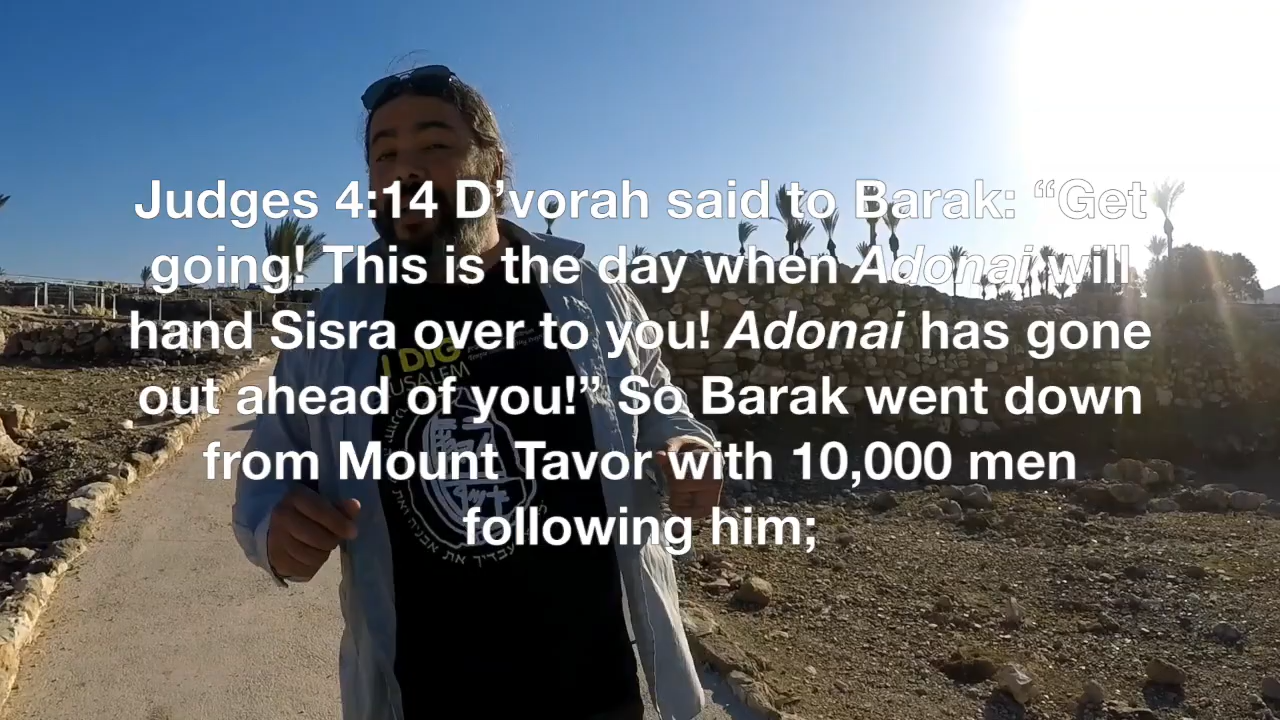 Judges 4:14 D’vorah said to Barak: “Get
going! This is the day when Adonai will
hand Sisra over to you! Adonai has gone
out ahead of you!” So Barak went down
from Mount Tavor with 10,000 men
following him;
I DIG
JERUSALEM